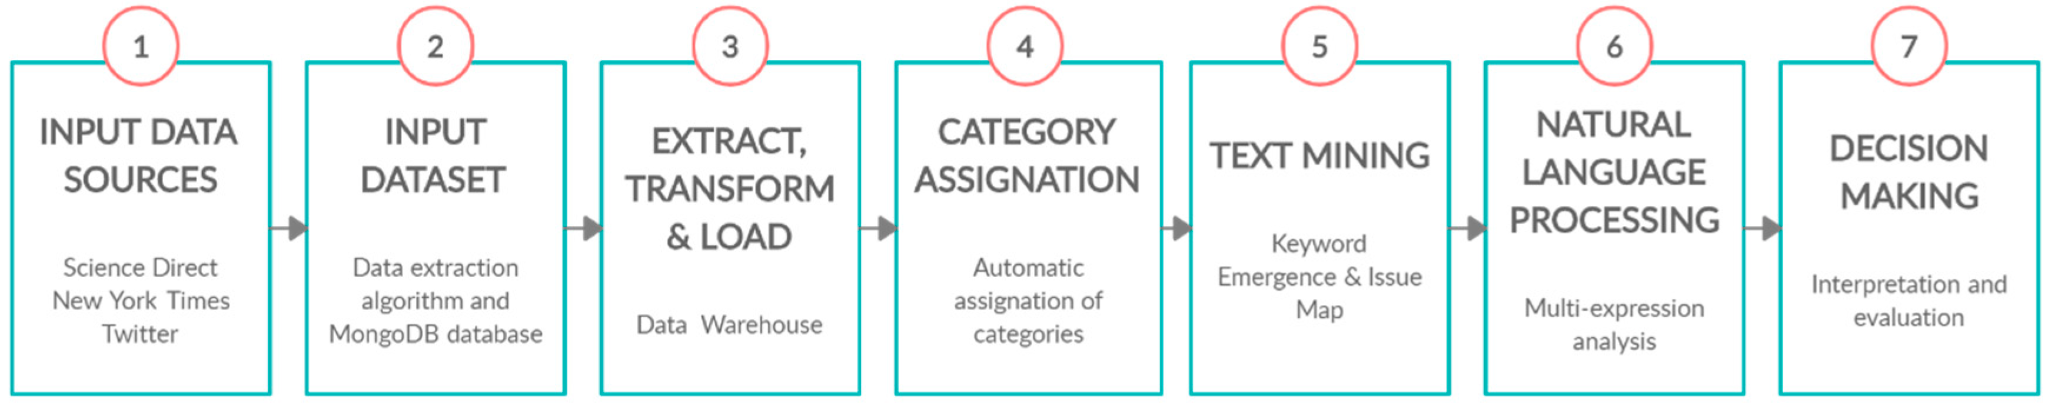 1
INPUT DATA
SOURCES
Science Direct
New York Times
Twitter
2
INPUT
DATASET
Data extraction
algorithm and
MongoDB database
3
EXTRACT,
TRANSFORM
& LOAD
Data Warehouse
4
CATEGORY
ASSIGNATION
Automatic
assignation of
categories
5
TEXT MINING
Keyword
Emergence & Issue
Map
6
NATURAL
LANGUAGE
PROCESSING
Multi-expression
analysis
7
DECISION
MAKING
Interpretation and
evaluation